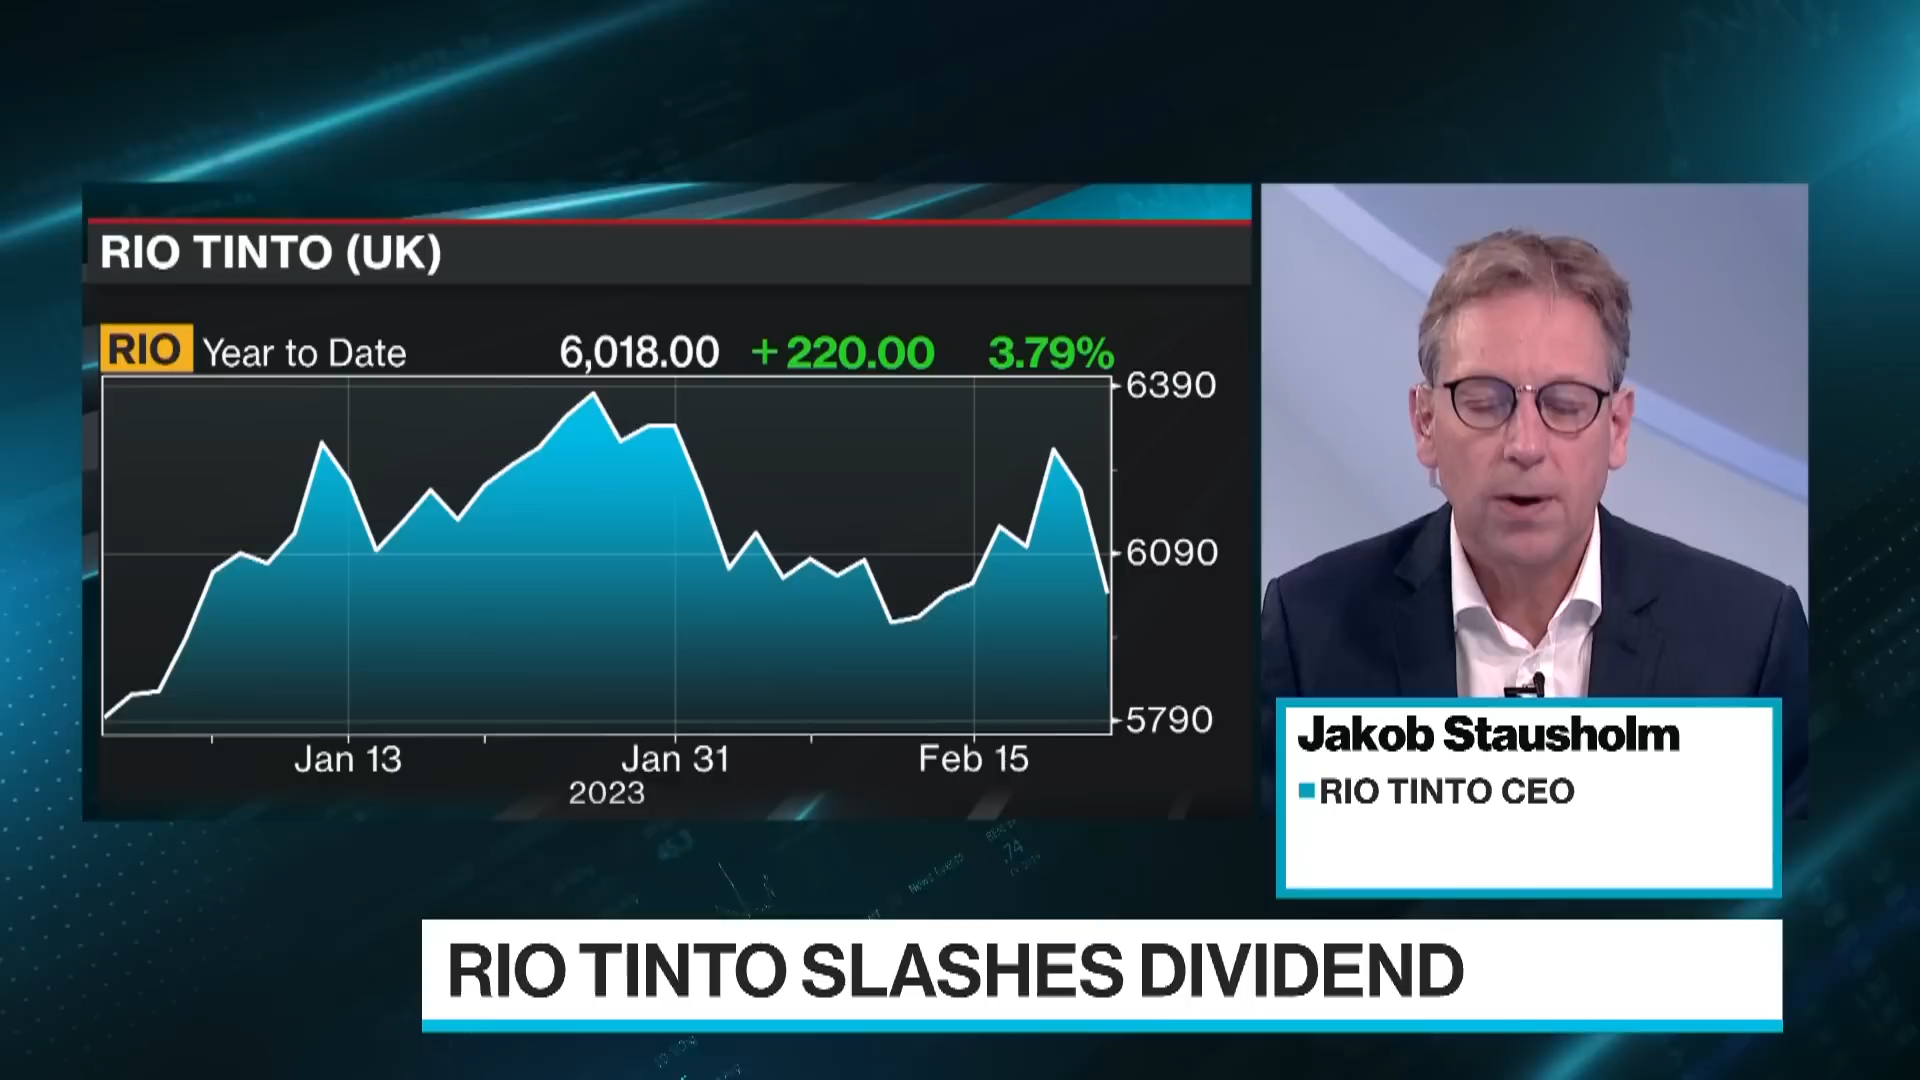 RIO TINTO (UK)
RIO Year to Date 6,018.00 +220.00 3.79%
6390
6090
5790
Jan 13 Jan 31 Feb 15
2023
Jakob Stausholm
RIO TINTO CEO
RIO TINTO SLASHES DIVIDEND